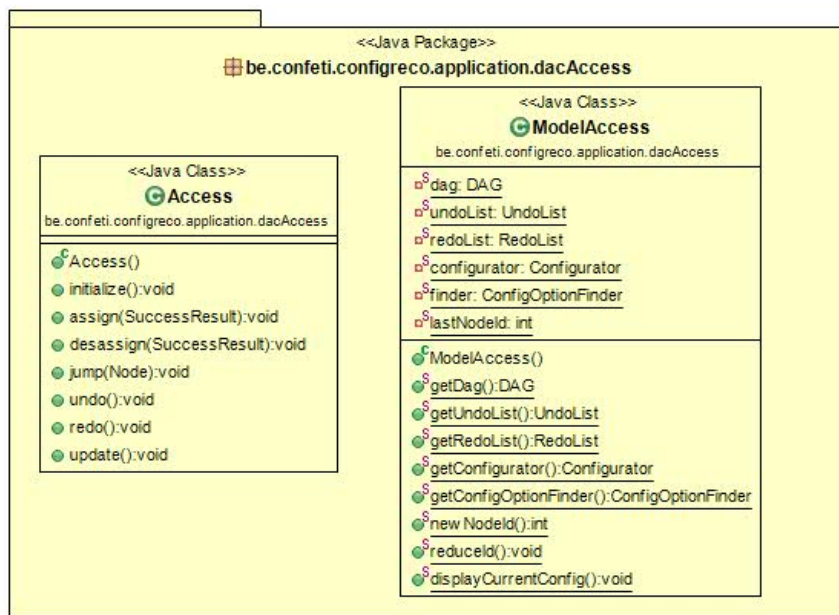 <<Java Package>>
be.confeti.configreco.application.dacAccess
<<Java Class>>
C Access
be.confeti.configreco.application.dacAccess
C Access()
initialize():void
assign(SuccessResult):void
desassign(SuccessResult):void
jump(Node):void
undo():void
redo():void
update():void
<<Java Class>>
C ModelAccess
be.confeti.configreco.application.dacAccess
S dag: DAG
S undoList: UndoList
S redoList: RedoList
S configurator: Configurator
S finder: ConfigOptionFinder
S lastNodeId: int
C ModelAccess()
S getDag():DAG
S getUndoList():UndoList
S getRedoList():RedoList
S getConfigurator():Configurator
S getConfigOptionFinder():ConfigOptionFinder
S newNodeId():int
S reduceId():void
S displayCurrentConfig():void